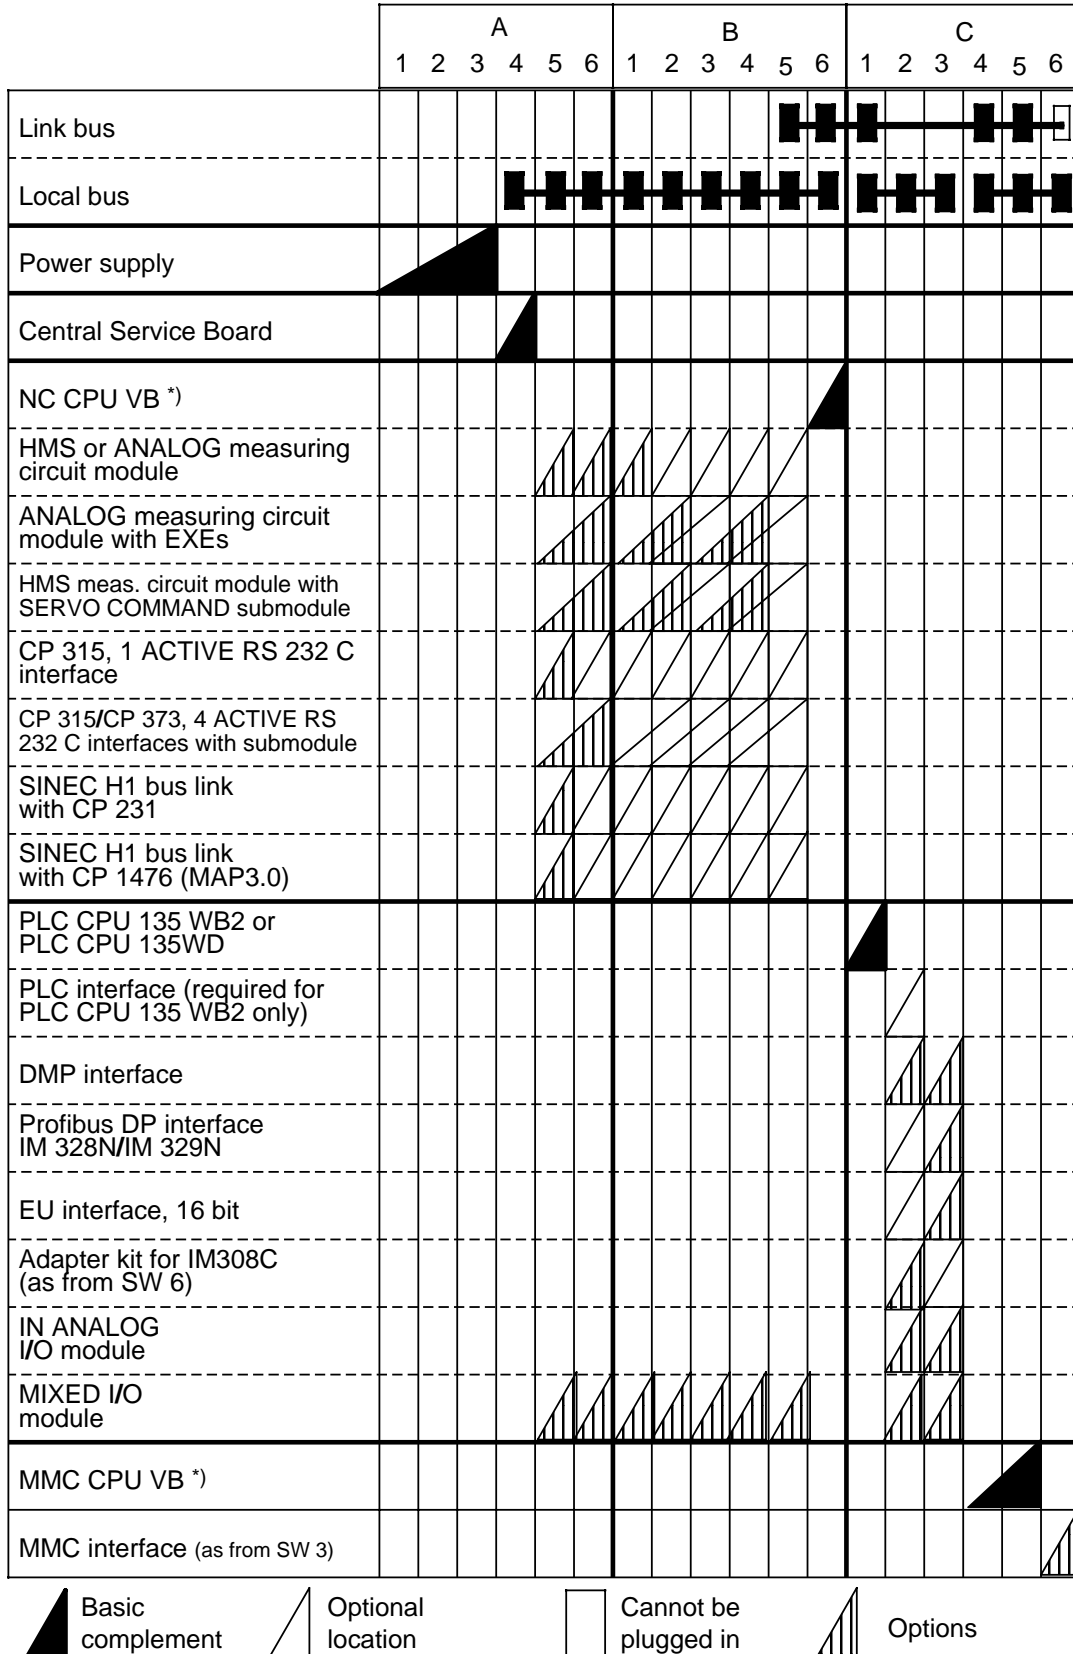 A B C
1 2 3 4 5 6 1 2 3 4 5 6 1 2 3 4 5 6
Link bus
Local bus
Power supply
Central Service Board
NC CPU VB *)
HMS or ANALOG measuring
circuit module
ANALOG measuring circuit
module with EXEs
HMS meas. circuit module with
SERVO COMMAND submodule
CP 315, 1 ACTIVE RS 232 C
interface
CP 315/CP 373, 4 ACTIVE RS
232 C interfaces with submodule
SINEC H1 bus link
with CP 231
SINEC H1 bus link
with CP 1476 (MAP3.0)
PLC CPU 135 WB2 or
PLC CPU 135WD
PLC interface (required for
PLC CPU 135 WB2 only)
DMP interface
Profibus DP interface
IM 328N/IM 329N
EU interface, 16 bit
Adapter kit for IM308C
(as from SW 6)
IN ANALOG
I/O module
MIXED I/O
module
MMC CPU VB *)
MMC interface (as from SW 3)
Basic
complement
Optional
location
Cannot be
plugged in
Options